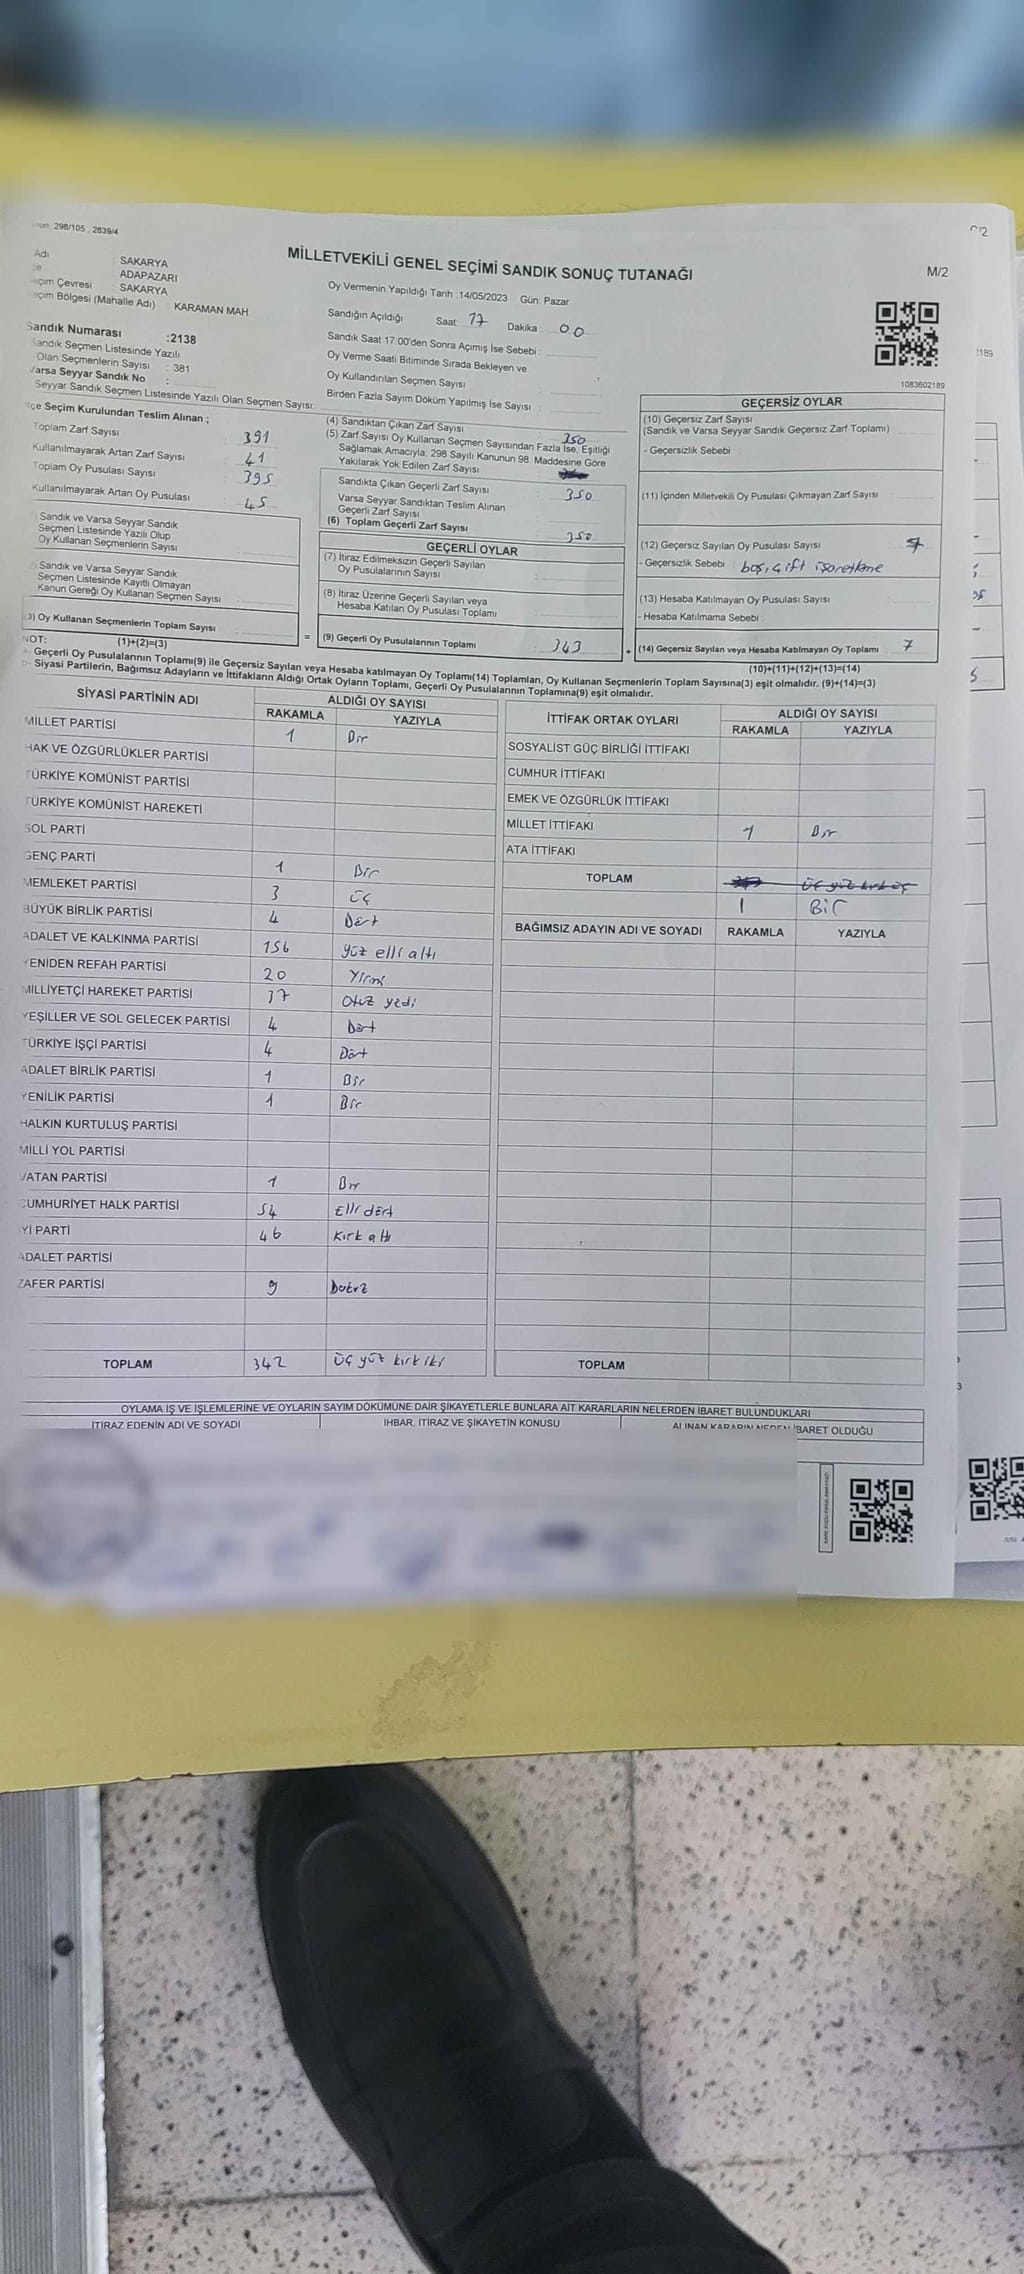 298/105 2839/4
MİLLETVEKİLİ GENEL SEÇİMİ SANDIK SONUÇ TUTANAĞI
M/2
Adı : SAKARYA
ADAPAZARI
Çevresi : SAKARYA
Bölgesi (Mahalle Adı) : KARAMAN MAH.
Oy Vermenin Yapıldığı Tarih : 14/05/2023 Gün: Pazar
Sandığın Açıldığı Saat: 17 Dakika: 00
Sandık Saat 17:00'den Sonra Açımış İse Sebebi :
Oy Verme Saati Bitiminde Sırada Bekleyen ve
Oy Kullandırılan Seçmen Sayısı
Birden Fazla Sayım Döküm Yapılmış İse Sayısı
1083602189
Sandık Numarası :2138
Sandık Seçmen Listesinde Yazılı
Olan Seçmenlerin Sayısı : 381
Varsa Seyyar Sandık No :
Seyyar Sandık Seçmen Listesinde Yazılı Olan Seçmen Sayısı:
Seçim Kurulundan Teslim Alınan ;
Toplam Zarf Sayısı 391
Kullanılmayarak Artan Zarf Sayısı 41
Toplam Oy Pusulası Sayısı 395
Kullanılmayarak Artan Oy Pusulası 45
Sandık ve Varsa Seyyar Sandık
Seçmen Listesinde Yazılı Olup
Oy Kullanan Seçmenlerin Sayısı
Sandık ve Varsa Seyyar Sandık
Seçmen Listesinde Kayıtlı Olmayan
Kanun Gereği Oy Kullanan Seçmen Sayısı
3) Oy Kullanan Seçmenlerin Toplam Sayısı
(1)+(2)=(3)
(4) Sandıktan Çıkan Zarf Sayısı 350
(5) Zarf Sayısı Oy Kullanan Seçmen Sayısından Fazla İse, Eşitliği
Sağlamak Amacıyla, 298 Sayılı Kanunun 98. Maddesine Göre
Yakılarak Yok Edilen Zarf Sayısı
Sandıkta Çıkan Geçerli Zarf Sayısı 350
Varsa Seyyar Sandıktan Teslim Alınan
Geçerli Zarf Sayısı
(6) Toplam Geçerli Zarf Sayısı 350
GEÇERLİ OYLAR
(7) İtiraz Edilmeksizin Geçerli Sayılan
Oy Pusulalarının Sayısı
(8) İtiraz Üzerine Geçerli Sayılan veya
Hesaba Katılan Oy Pusulası Toplamı
= (9) Geçerli Oy Pusulalarının Toplamı 343 +
GEÇERSİZ OYLAR
(10) Geçersiz Zarf Sayısı
(Sandık ve Varsa Seyyar Sandık Geçersiz Zarf Toplamı)
- Geçersizlik Sebebi
(11) İçinden Milletvekili Oy Pusulası Çıkmayan Zarf Sayısı
(12) Geçersiz Sayılan Oy Pusulası Sayısı 7
- Geçersizlik Sebebi : boş, çift işaretleme
(13) Hesaba Katılmayan Oy Pusulası Sayısı
- Hesaba Katılmama Sebebi
(14) Geçersiz Sayılan veya Hesaba Katılmayan Oy Toplamı 7
(10)+(11)+(12)+(13)=(14)
NOT:
- Geçerli Oy Pusulalarının Toplamı(9) ile Geçersiz Sayılan veya Hesaba katılmayan Oy Toplamı(14) Toplamları, Oy Kullanan Seçmenlerin Toplam Sayısına(3) eşit olmalıdır. (9)+(14)=(3)
- Siyasi Partilerin, Bağımsız Adayların ve İttifakların Aldığı Ortak Oyların Toplamı, Geçerli Oy Pusulalarının Toplamına(9) eşit olmalıdır.
SİYASİ PARTİNİN ADI ALDIĞI OY SAYISI
RAKAMLA YAZIYLA
MİLLET PARTİSİ 1 Bir
HAK VE ÖZGÜRLÜKLER PARTİSİ
TÜRKİYE KOMÜNİST PARTİSİ
TÜRKİYE KOMÜNİST HAREKETİ
SOL PARTİ
GENÇ PARTİ 1 Bir
MEMLEKET PARTİSİ 3 üç
BÜYÜK BİRLİK PARTİSİ 4 Dört
ADALET VE KALKINMA PARTİSİ 156 yüz elli altı
YENİDEN REFAH PARTİSİ 20 Yirmi
MİLLİYETÇİ HAREKET PARTİSİ 37 Otuz yedi
YEŞİLLER VE SOL GELECEK PARTİSİ 4 Dört
TÜRKİYE İŞÇİ PARTİSİ 4 Dört
ADALET BİRLİK PARTİSİ 1 Bir
YENİLİK PARTİSİ 1 Bir
HALKIN KURTULUŞ PARTİSİ
MİLLİ YOL PARTİSİ
VATAN PARTİSİ 1 Bir
CUMHURİYET HALK PARTİSİ 54 Elli dört
İYİ PARTİ 46 Kırk altı
ADALET PARTİSİ
ZAFER PARTİSİ 9 Dokuz
TOPLAM 342 üç yüz kırk iki
İTTİFAK ORTAK OYLARI ALDIĞI OY SAYISI
RAKAMLA YAZIYLA
SOSYALİST GÜÇ BİRLİĞİ İTTİFAKI
CUMHUR İTTİFAKI
EMEK VE ÖZGÜRLÜK İTTİFAKI
MİLLET İTTİFAKI 1 Bir
ATA İTTİFAKI
TOPLAM üç yüz kırk üç
1 Bir
BAĞIMSIZ ADAYIN ADI VE SOYADI RAKAMLA YAZIYLA
TOPLAM
OYLAMA İŞ VE İŞLEMLERİNE VE OYLARIN SAYIM DÖKÜMÜNE DAİR ŞİKAYETLERLE BUNLARA AİT KARARLARIN NELERDEN İBARET BULUNDUKLARI
İTİRAZ EDENİN ADI VE SOYADI İHBAR, İTİRAZ VE ŞİKAYETİN KONUSU ALINAN KARARIN NEDEN İBARET OLDUĞU